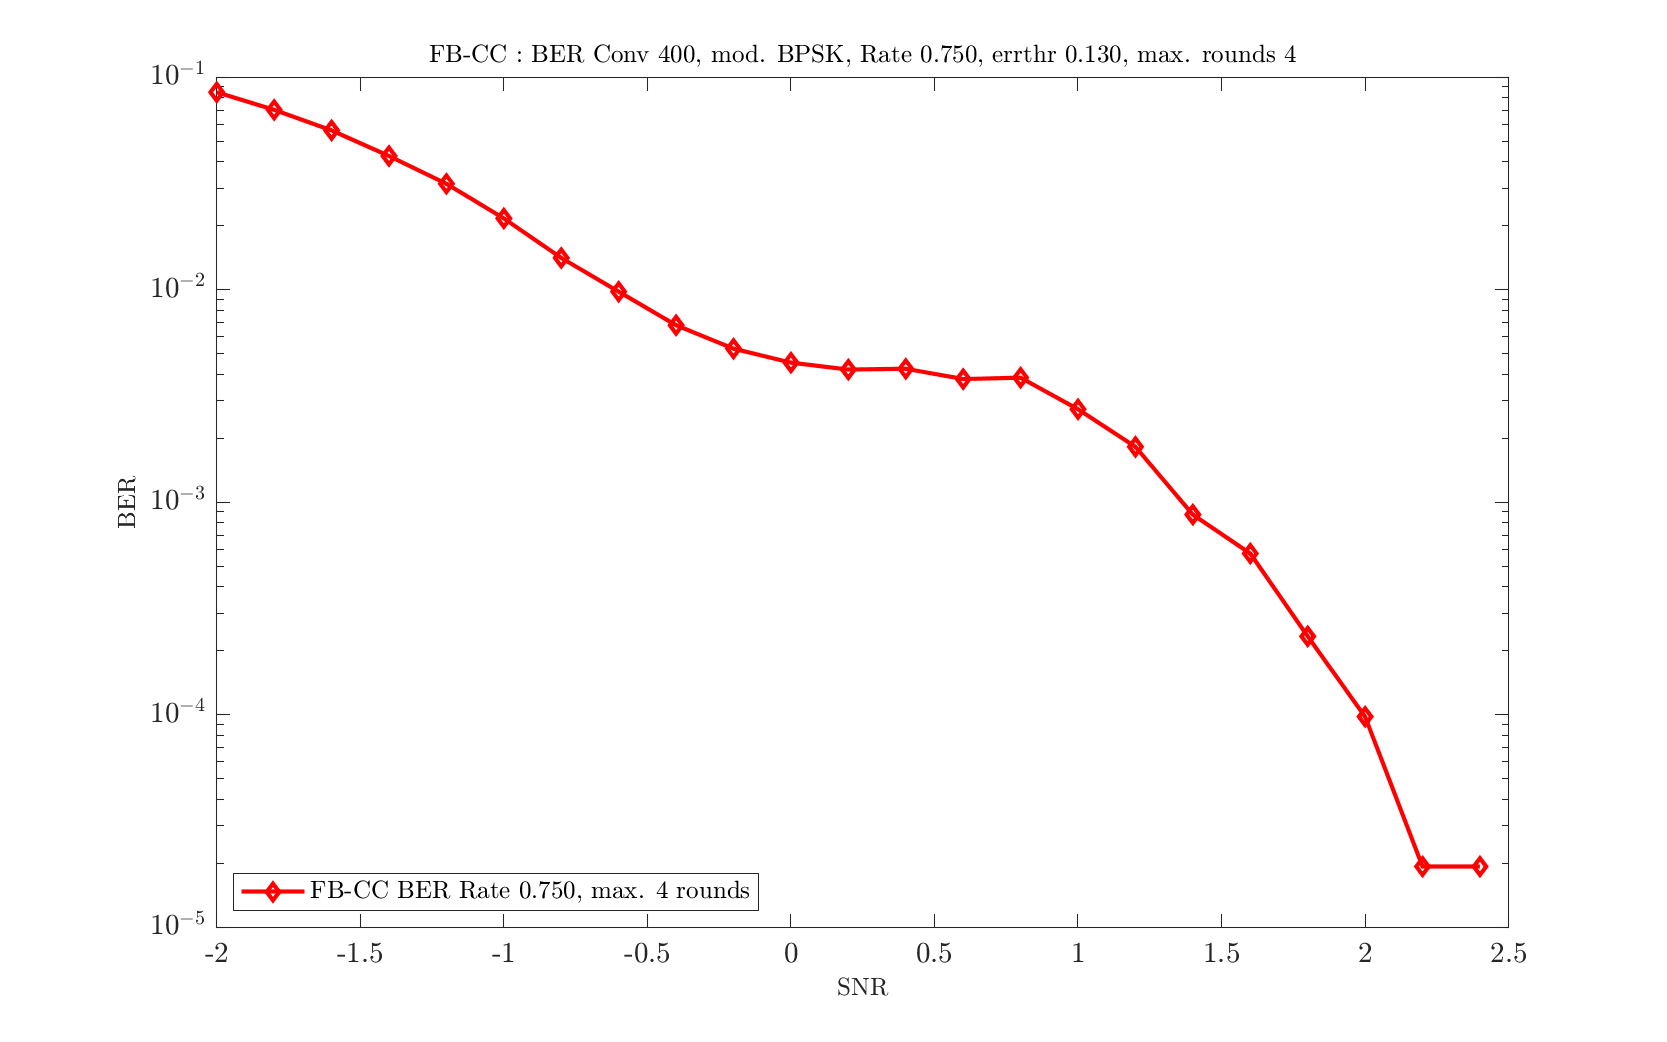 FB-CC : BER Conv 400, mod. BPSK, Rate 0.750, errthr 0.130, max. rounds 4
10⁻¹
10⁻²
10⁻³
10⁻⁴
10⁻⁵
BER
FB-CC BER Rate 0.750, max. 4 rounds
-2 -1.5 -1 -0.5 0 0.5 1 1.5 2 2.5
SNR